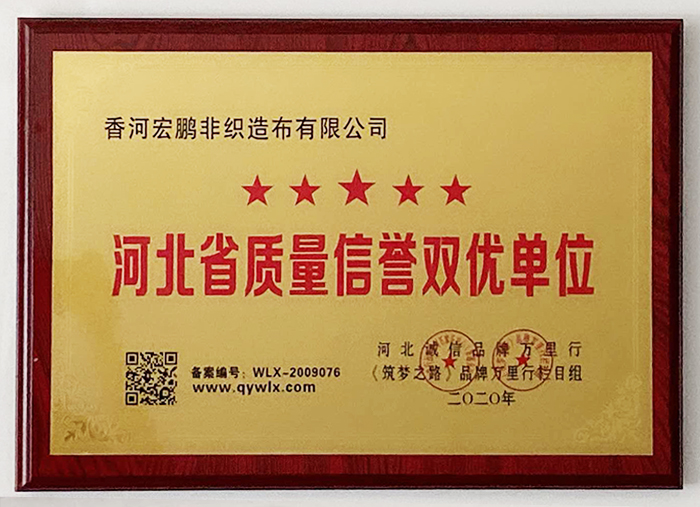 香河宏鹏非织造布有限公司
★★★★★
河北省质量信誉双优单位
备案编号：WLX-2009076
www.qywlx.com
河北诚信品牌万里行
《筑梦之路》品牌万里行栏目组
二〇二〇年